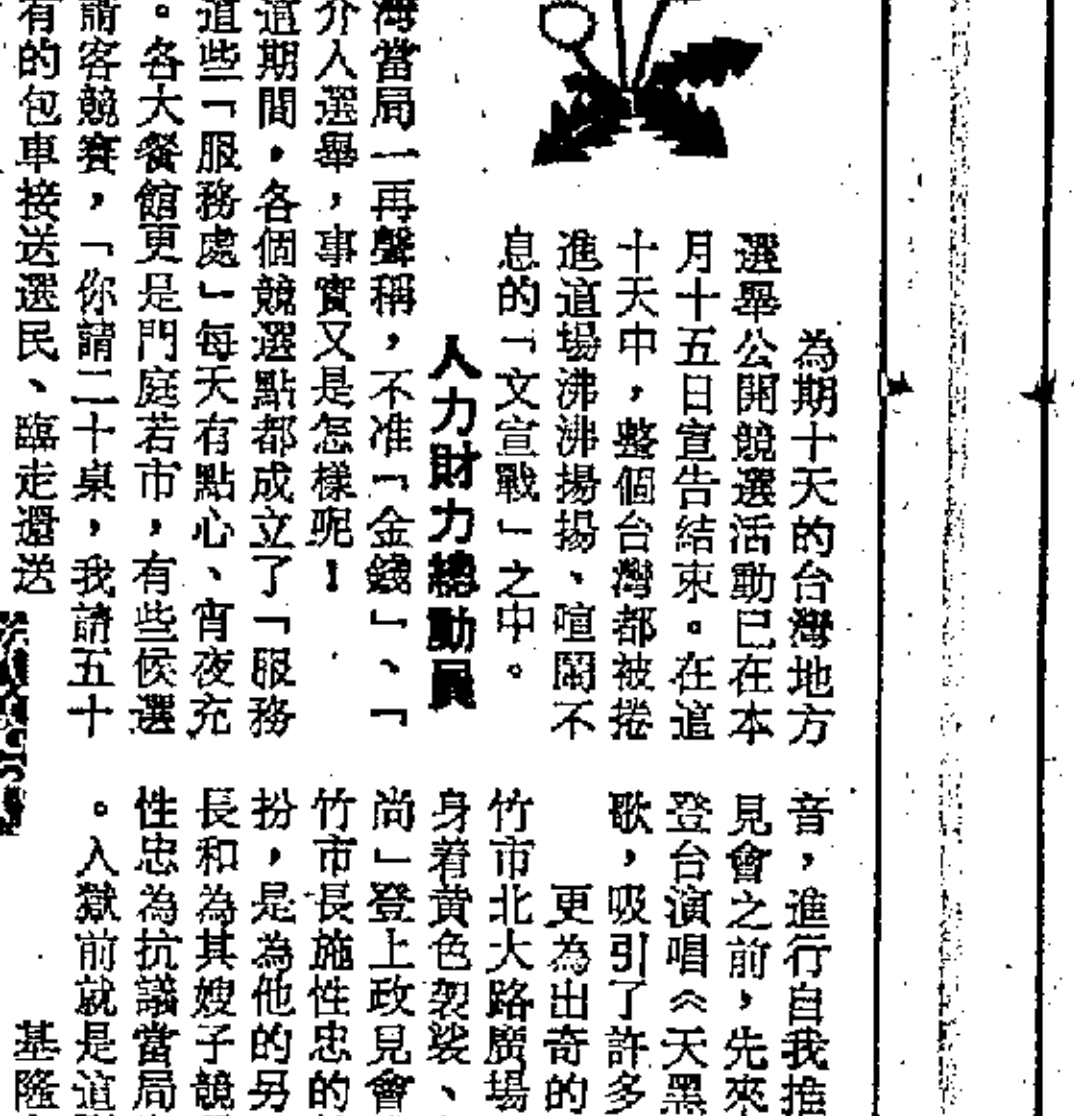 為期十天的台灣地方
選舉公開競選活動已在本
月十五日宣告結束。在這
十天中，整個台灣都被捲
進這場沸沸揚揚、喧鬧不
息的「文宣戰」之中。
人力財力總動員
灣當局一再聲稱，不准「金錢」、「
介入選舉，事實又是怎樣呢！
這期間，各個競選點都成立了「服務
這些「服務處」每天有點心、宵夜充
。各大餐館更是門庭若市，有些候選
請客競賽，「你請二十桌，我請五十
有的包車接送選民、臨走還送
音，進行自我推
見會之前，先來
登台演唱《天黑
歌，吸引了許多
更為出奇的
竹市北大路廣場
身着黃色袈裟、
尚」登上政見會
竹市長施性忠的
扮，是為他的另
長和為其嫂子競
性忠為抗議當局
。入獄前就是這
基隆